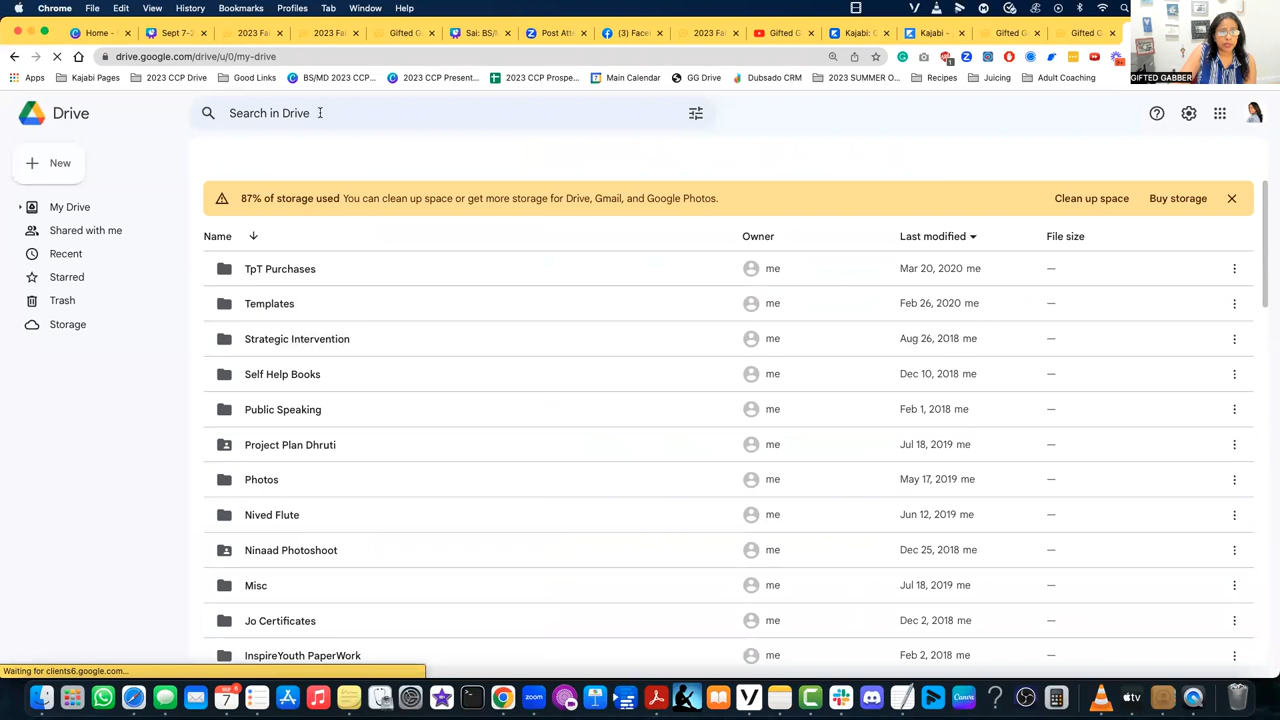 Chrome File Edit View History Bookmarks Profiles Tab Window Help
Home - Sept 7-2 2023 Fal 2023 Fal Gifted G Sai: BS/ Post Att (3) Facel 2023 Fal Gifted G Kajabi: Kajabi - Gifted G Gifted G
drive.google.com/drive/u/0/my-drive
Apps Kajabi Pages 2023 CCP Good Links BS/MD 2023 CCP 2023 CCP Present... 2023 CCP Prospe... Main Calendar GG Drive Dubsado CRM 2023 SUMMER O... Recipes Juicing Adult Coaching
GIFTED GABBER
Drive
Search in Drive
New
My Drive
Shared with me
Recent
Starred
Trash
Storage
87% of storage used You can clean up space or get more storage for Drive, Gmail, and Google Photos. Clean up space Buy storage
Name Owner Last modified File size
TpT Purchases me Mar 20, 2020 me —
Templates me Feb 26, 2020 me —
Strategic Intervention me Aug 26, 2018 me —
Self Help Books me Dec 10, 2018 me —
Public Speaking me Feb 1, 2018 me —
Project Plan Dhruti me Jul 18, 2019 me —
Photos me May 17, 2019 me —
Nived Flute me Jun 12, 2019 me —
Ninaad Photoshoot me Dec 25, 2018 me —
Misc me Jul 18, 2019 me —
Jo Certificates me Dec 2, 2018 me —
InspireYouth PaperWork me Feb 2, 2018 me —
Waiting for clients6.google.com...
zoom
tv
Canva